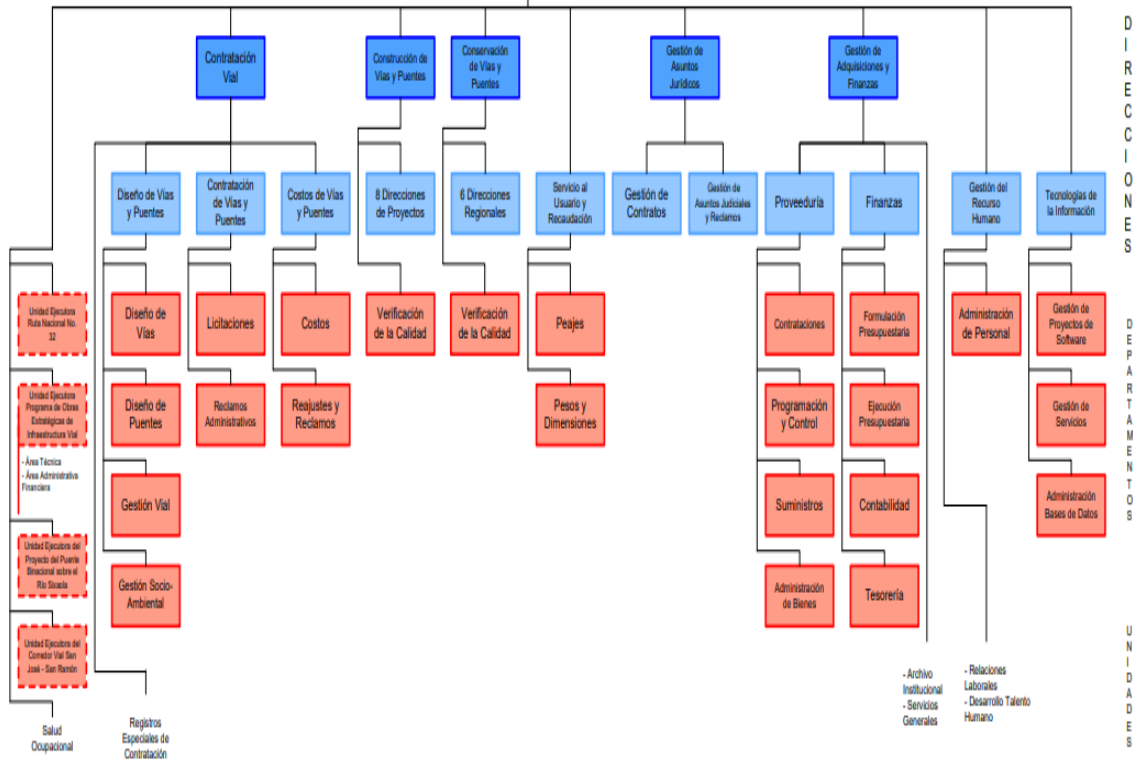 Contratación
Vial
Construcción de
Vías y Puentes
Conservación
de Vías y
Puentes
Gestión de
Asuntos
Jurídicos
Gestión de
Adquisiciones y
Finanzas
DIRECCIONES
Diseño de Vías
y Puentes
Contratación
de Vías y
Puentes
Costos de Vías
y Puentes
8 Direcciones
de Proyectos
6 Direcciones
Regionales
Servicio al
Usuario y
Recaudación
Gestión de
Contratos
Gestión de
Asuntos Judiciales
y Reclamos
Proveeduría
Finanzas
Gestión del
Recurso
Humano
Tecnologías de
la Información
Unidad Ejecutora
Ruta Nacional No.
32
Diseño de
Vías
Licitaciones
Costos
Verificación
de la Calidad
Verificación
de la Calidad
Peajes
Contrataciones
Formulación
Presupuestaria
Administración
de Personal
Gestión de
Proyectos de
Software
DEPARTAMENTOS
Unidad Ejecutora
Programa de Obras
Estratégicas de
Infraestructura Vial
- Área Técnica
- Área Administrativa
Financiera
Diseño de
Puentes
Reclamos
Administrativos
Reajustes y
Reclamos
Pesos y
Dimensiones
Programación
y Control
Ejecución
Presupuestaria
Gestión de
Servicios
Gestión Vial
Suministros
Contabilidad
Administración
Bases de Datos
Unidad Ejecutora del
Proyecto del Puente
Binacional sobre el
Río Sixaola
Gestión Socio-
Ambiental
Administración
de Bienes
Tesorería
Unidad Ejecutora del
Corredor Vial San
José - San Ramón
UNIDADES
Salud
Ocupacional
Registros
Especiales de
Contratación
- Archivo
Institucional
- Servicios
Generales
- Relaciones
Laborales
- Desarrollo Talento
Humano